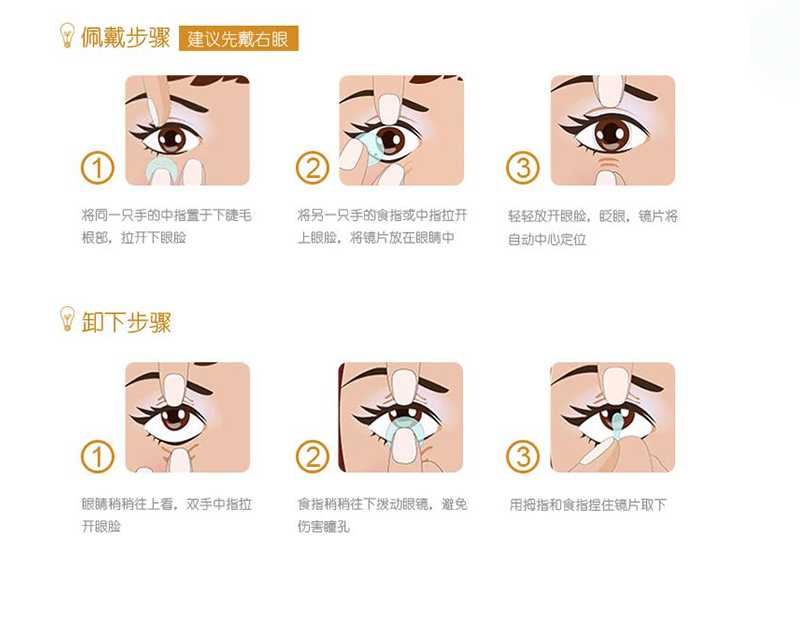 佩戴步骤 建议先戴右眼
1
2
3
将同一只手的中指置于下睫毛
根部，拉开下眼脸
将另一只手的食指或中指拉开
上眼脸，将镜片放在眼睛中
轻轻放开眼脸，眨眼，镜片将
自动中心定位
卸下步骤
1
2
3
眼睛稍稍往上看，双手中指拉
开眼脸
食指稍稍往下拨动眼镜，避免
伤害瞳孔
用拇指和食指捏住镜片取下